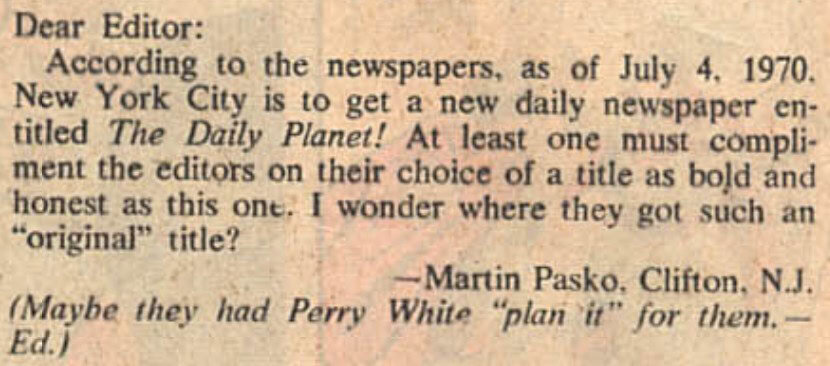 Dear Editor:
According to the newspapers, as of July 4, 1970,
New York City is to get a new daily newspaper en-
titled The Daily Planet! At least one must compli-
ment the editors on their choice of a title as bold and
honest as this one. I wonder where they got such an
"original" title?
—Martin Pasko, Clifton, N.J.
(Maybe they had Perry White "plan it" for them.—
Ed.)